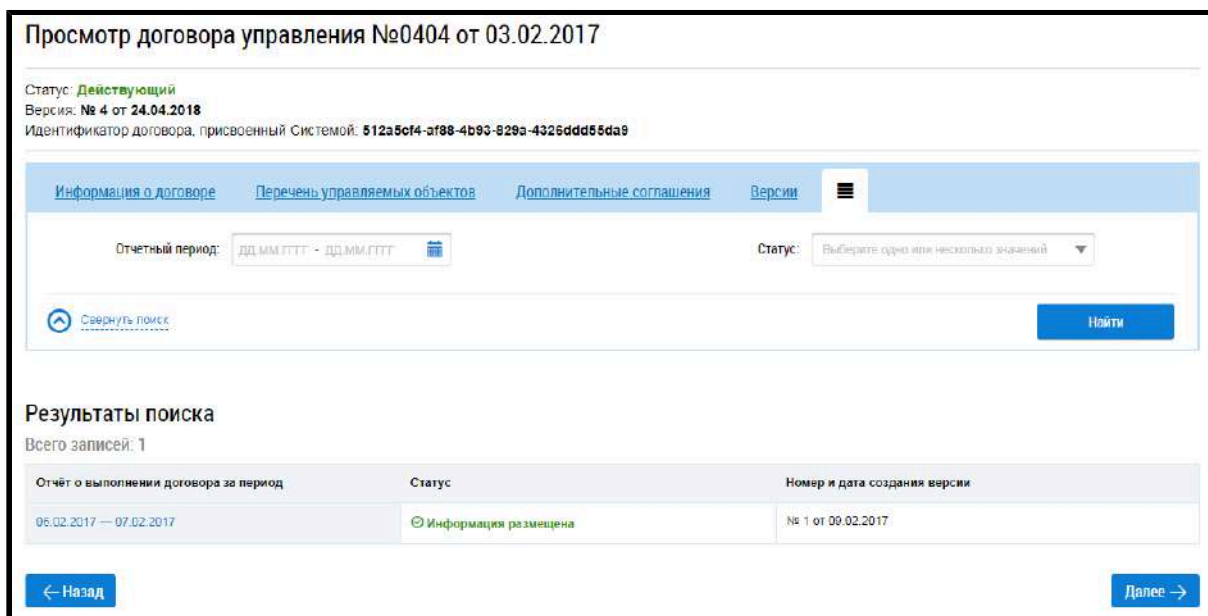 Просмотр договора управления №0404 от 03.02.2017
Статус: Действующий
Версия: № 4 от 24.04.2018
Идентификатор договора, присвоенный Системой: 512a5cf4-af88-4b93-829a-4326ddd55da9
Информация о договоре Перечень управляемых объектов Дополнительные соглашения Версии
Отчетный период: ДД.ММ.ГГГГ - ДД.ММ.ГГГГ Статус: Выберите одно или несколько значений
Свернуть поиск Найти
Результаты поиска
Всего записей: 1
Отчёт о выполнении договора за период Статус Номер и дата создания версии
06.02.2017 — 07.02.2017 Информация размещена № 1 от 09.02.2017
← Назад Далее →